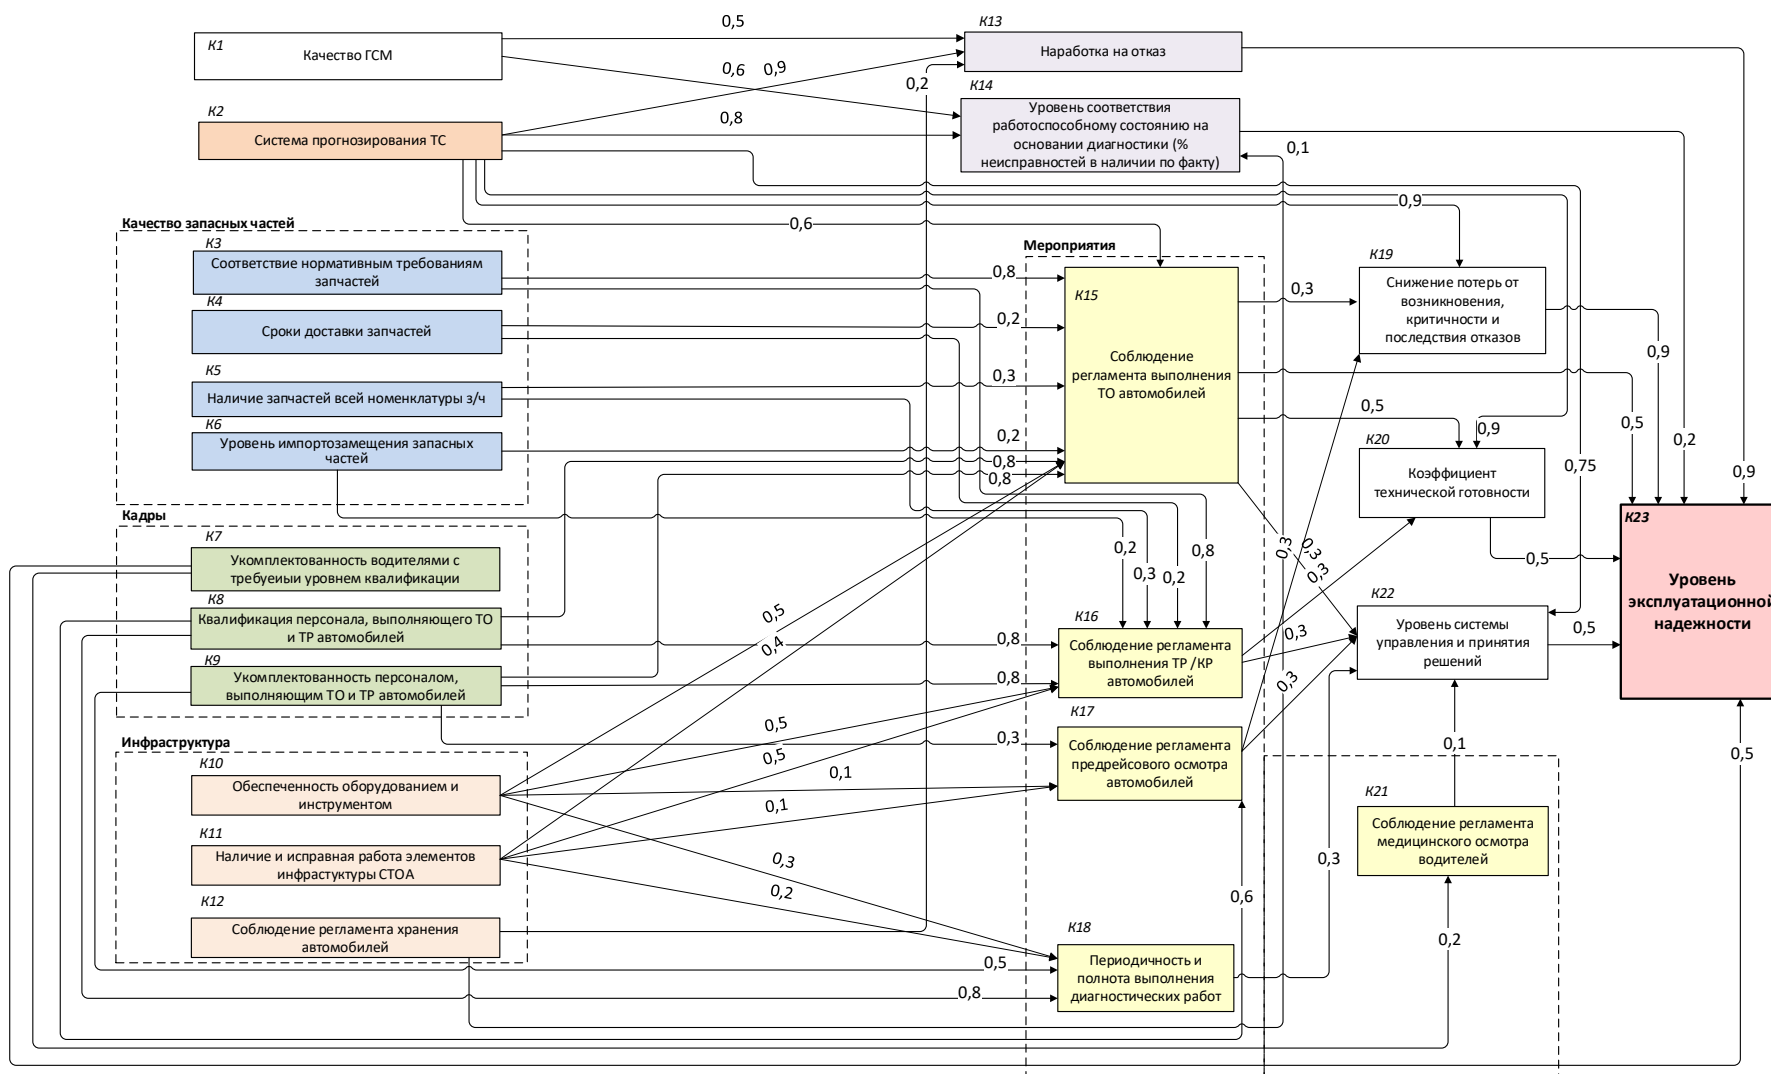 0,5
К13
К1
Качество ГСМ
Наработка на отказ
0,6
0,9
0,2
К14
К2
Система прогнозирования ТС
0,8
Уровень соответствия
работоспособному состоянию на
основании диагностики (%
неисправностей в наличии по факту)
0,1
0,9
0,6
Качество запасных частей
К3
Соответствие нормативным требованиям
запчастей
0,8
К4
Сроки доставки запчастей
0,2
К5
Наличие запчастей всей номенклатуры з/ч
0,3
К6
Уровень импортозамещения запасных
частей
0,2
0,8
0,8
Мероприятия
К15
Соблюдение
регламента выполнения
ТО автомобилей
0,3
К19
Снижение потерь от
возникновения,
критичности и
последствия отказов
0,9
0,5
0,5
0,9
К20
Коэффициент
технической готовности
0,75
0,2
0,9
0,5
Кадры
К7
Укомплектованность водителями с
требуеиыи уровнем квалификации
К8
Квалификация персонала, выполняющего ТО
и ТР автомобилей
0,8
К9
Укомплектованность персоналом,
выполняющим ТО и ТР автомобилей
0,8
0,5
0,4
0,2
0,3
0,2
0,8
К16
Соблюдение регламента
выполнения ТР /КР
автомобилей
0,3
0,3
0,3
0,3
0,3
К22
Уровень системы
управления и принятия
решений
0,5
К23
Уровень
эксплуатационной
надежности
0,5
Инфраструктура
К10
Обеспеченность оборудованием и
инструментом
0,5
0,5
0,3
0,1
0,1
К17
Соблюдение регламента
предрейсового осмотра
автомобилей
0,1
К21
Соблюдение регламента
медицинского осмотра
водителей
К11
Наличие и исправная работа элементов
инфрастуктуры СТОА
0,3
0,2
0,3
0,6
0,2
К12
Соблюдение регламента хранения
автомобилей
К18
Периодичность и
полнота выполнения
диагностических работ
0,5
0,8